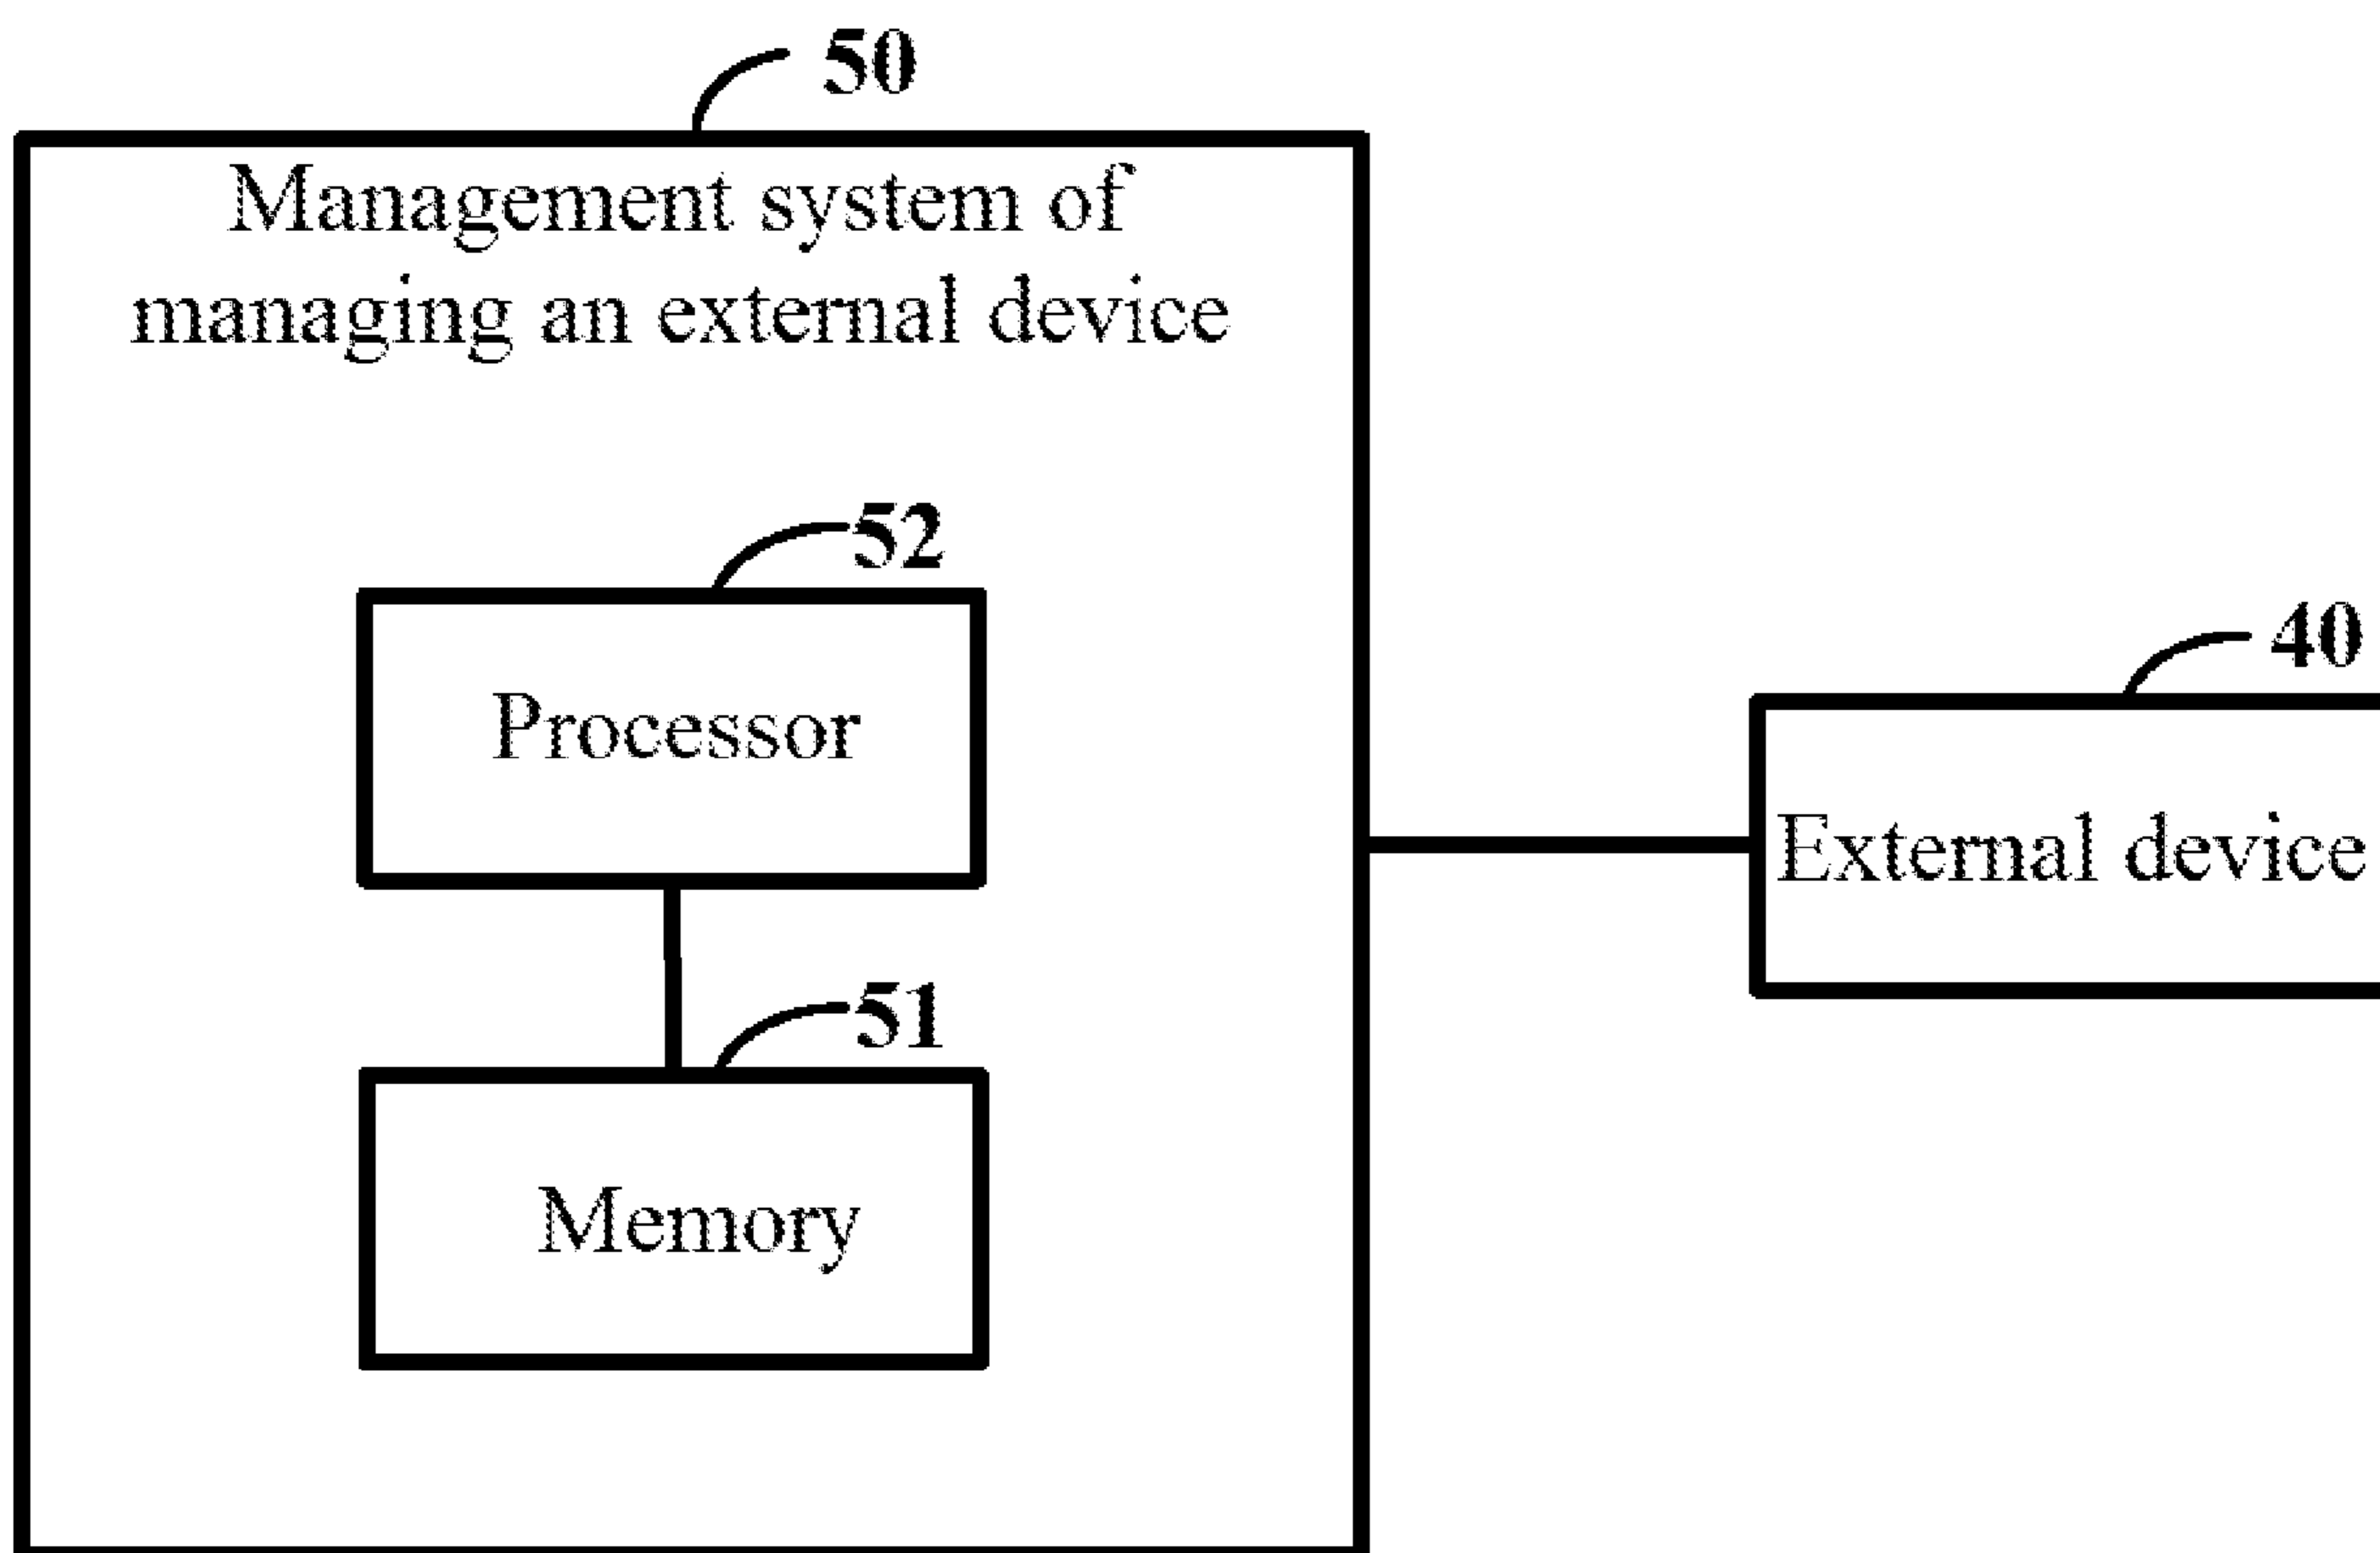 50
Management system of
managing an external device
52
Processor
40
External device
51
Memory